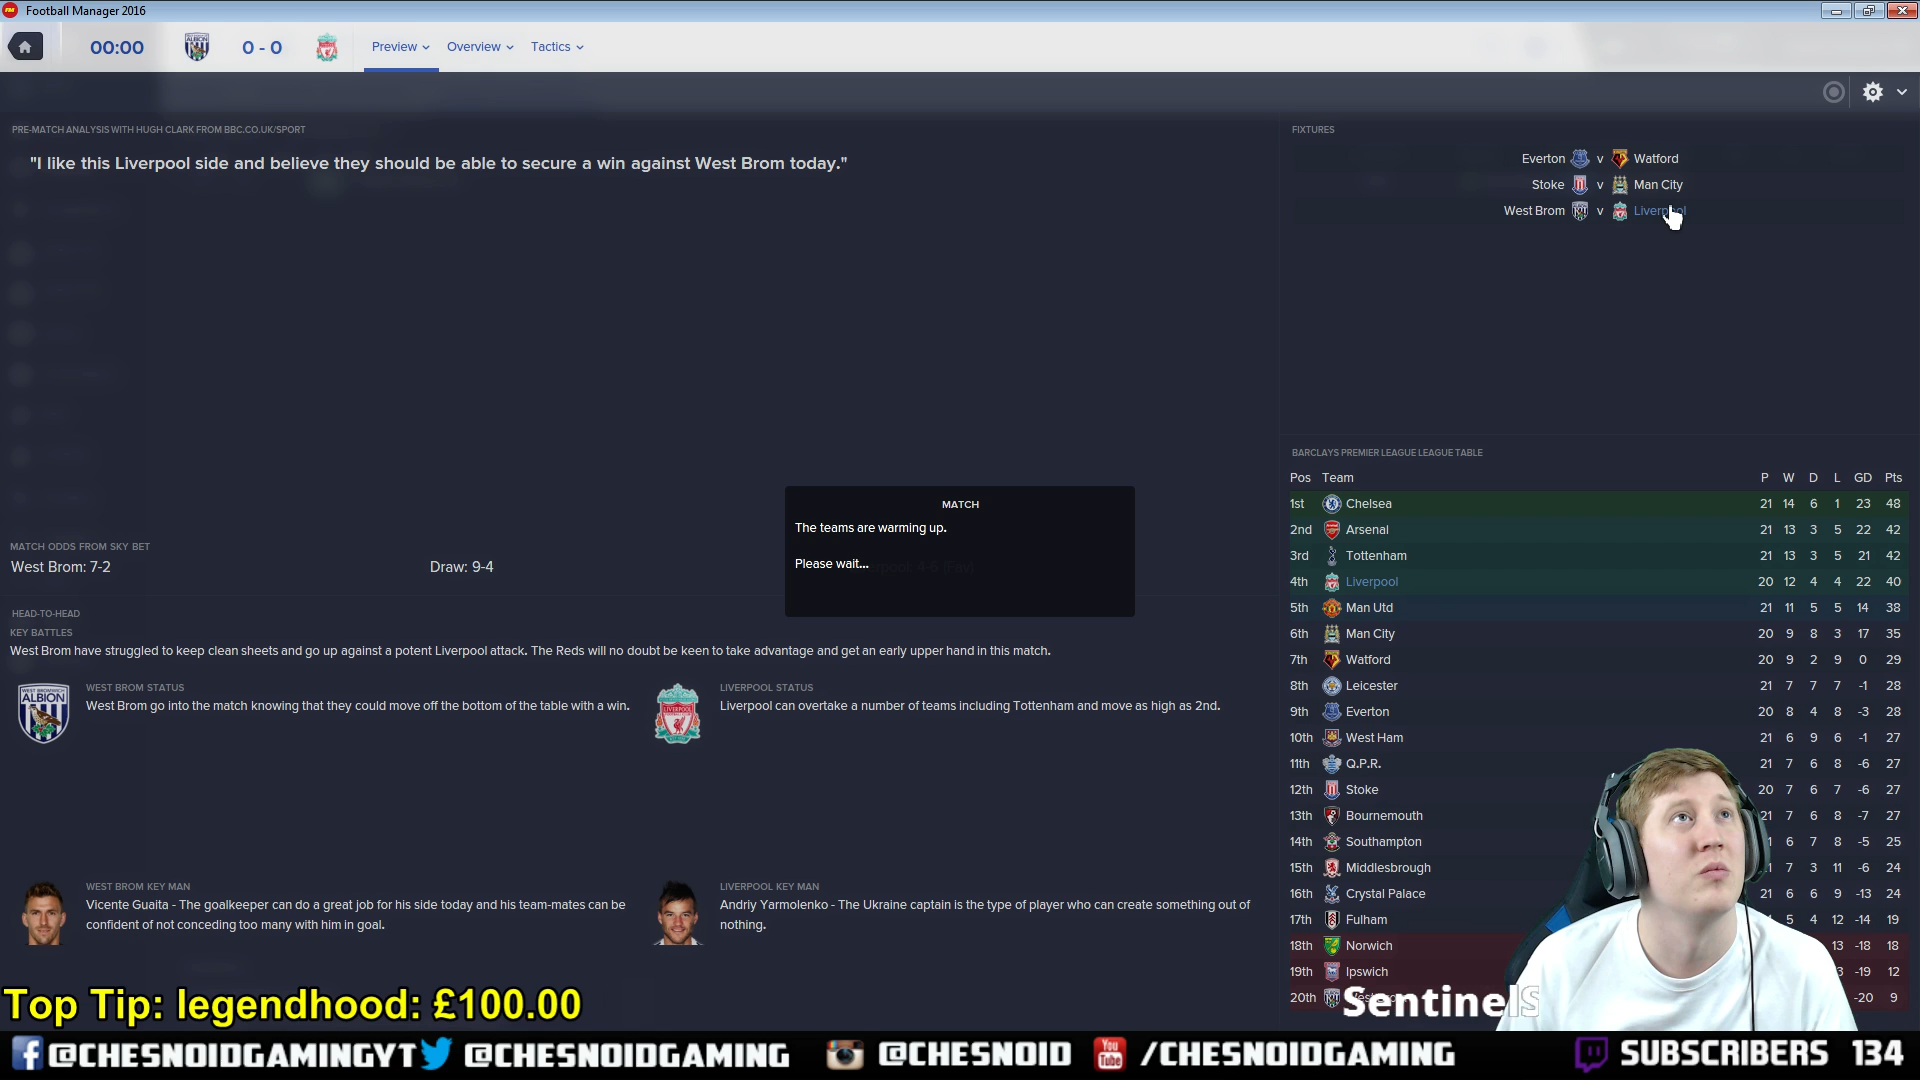 Football Manager 2016
00:00
0 - 0
Preview
Overview
Tactics
PRE-MATCH ANALYSIS WITH HUGH CLARK FROM BBC.CO.UK/SPORT
"I like this Liverpool side and believe they should be able to secure a win against West Brom today."
FIXTURES
Everton v Watford
Stoke v Man City
West Brom v Liverpool
MATCH
The teams are warming up.
Please wait...
MATCH ODDS FROM SKY BET
West Brom: 7-2
Draw: 9-4
HEAD-TO-HEAD
KEY BATTLES
West Brom have struggled to keep clean sheets and go up against a potent Liverpool attack. The Reds will no doubt be keen to take advantage and get an early upper hand in this match.
WEST BROM STATUS
West Brom go into the match knowing that they could move off the bottom of the table with a win.
LIVERPOOL STATUS
Liverpool can overtake a number of teams including Tottenham and move as high as 2nd.
WEST BROM KEY MAN
Vicente Guaita - The goalkeeper can do a great job for his side today and his team-mates can be
confident of not conceding too many with him in goal.
LIVERPOOL KEY MAN
Andriy Yarmolenko - The Ukraine captain is the type of player who can create something out of
nothing.
BARCLAYS PREMIER LEAGUE LEAGUE TABLE
Pos Team P W D L GD Pts
1st Chelsea 21 14 6 1 23 48
2nd Arsenal 21 13 3 5 22 42
3rd Tottenham 21 13 3 5 21 42
4th Liverpool 20 12 4 4 22 40
5th Man Utd 21 11 5 5 14 38
6th Man City 20 9 8 3 17 35
7th Watford 20 9 2 9 0 29
8th Leicester 21 7 7 7 -1 28
9th Everton 20 8 4 8 -3 28
10th West Ham 21 6 9 6 -1 27
11th Q.P.R. 21 7 6 8 -6 27
12th Stoke 20 7 6 7 -6 27
13th Bournemouth 21 7 6 8 -7 27
14th Southampton 6 7 8 -5 25
15th Middlesbrough 7 3 11 -6 24
16th Crystal Palace 21 6 6 9 -13 24
17th Fulham 5 4 12 -14 19
18th Norwich 13 -18 18
19th Ipswich -19 12
20th -20 9
Top Tip: legendhood: £100.00
Sentinels
@CHESNOIDGAMINGYT @CHESNOIDGAMING @CHESNOID You Tube /CHESNOIDGAMING SUBSCRIBERS 134